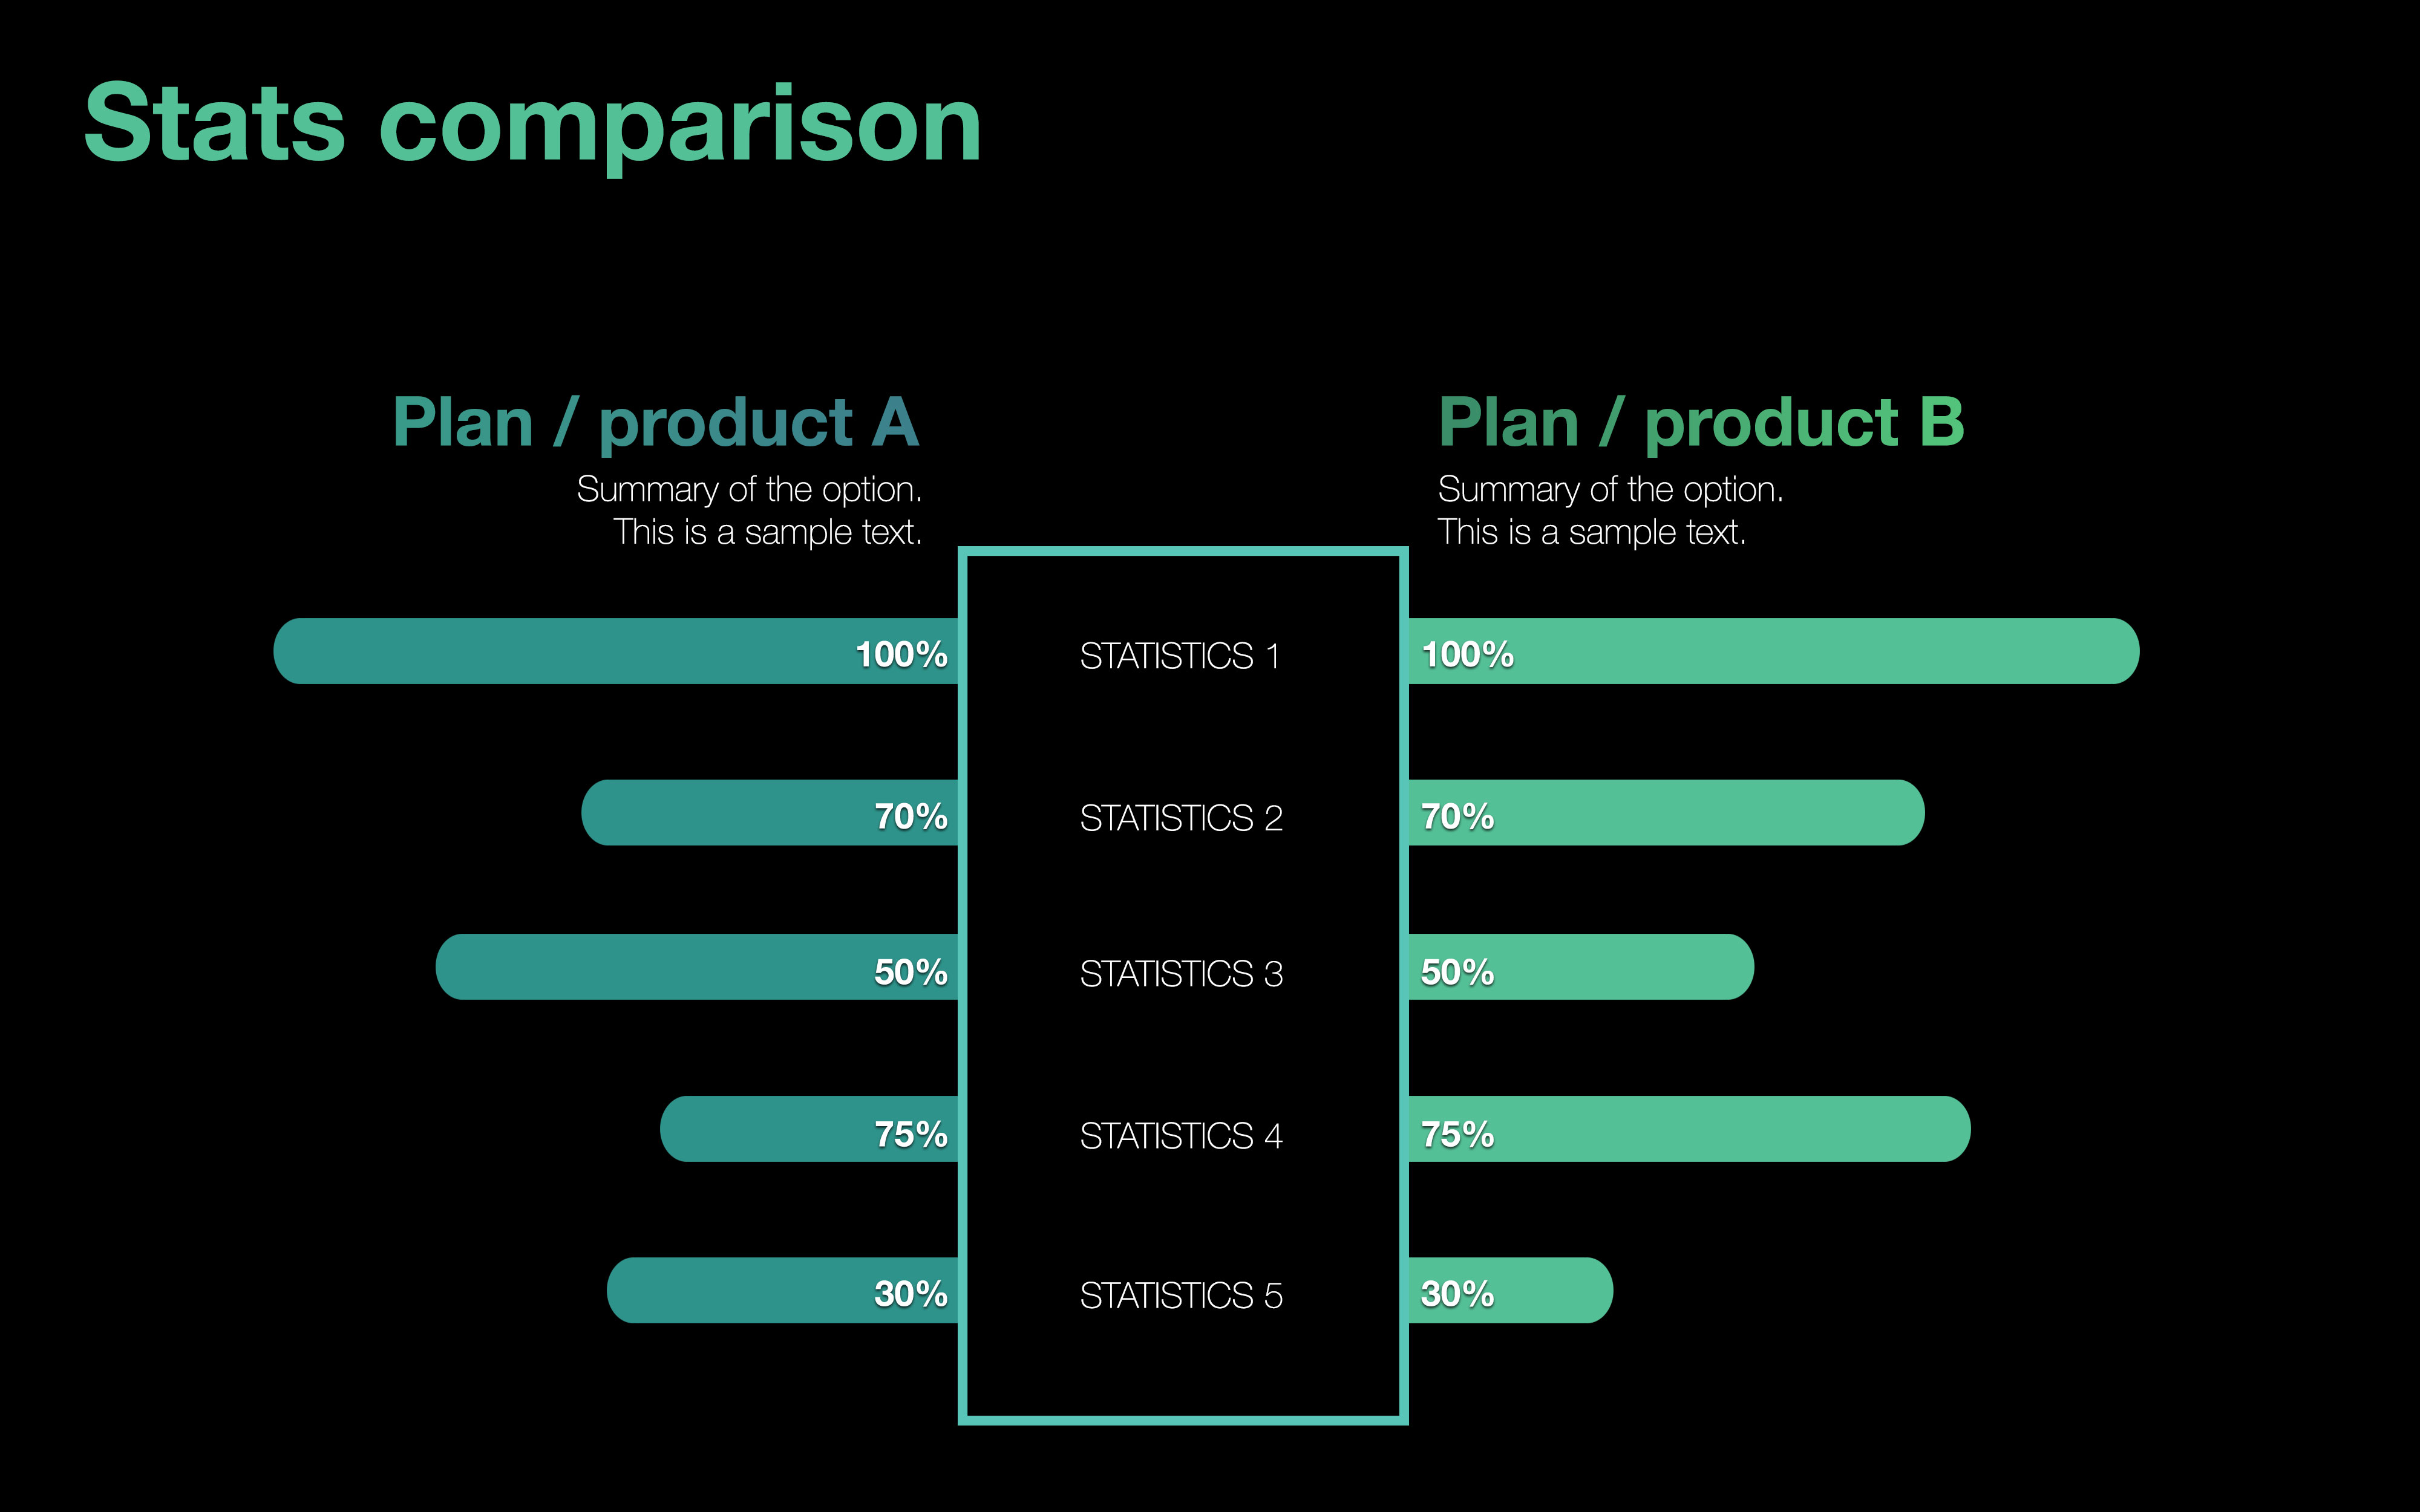 Stats comparison
Plan / product A
Summary of the option.
This is a sample text.
Plan / product B
Summary of the option.
This is a sample text.
100% STATISTICS 1 100%
70% STATISTICS 2 70%
50% STATISTICS 3 50%
75% STATISTICS 4 75%
30% STATISTICS 5 30%